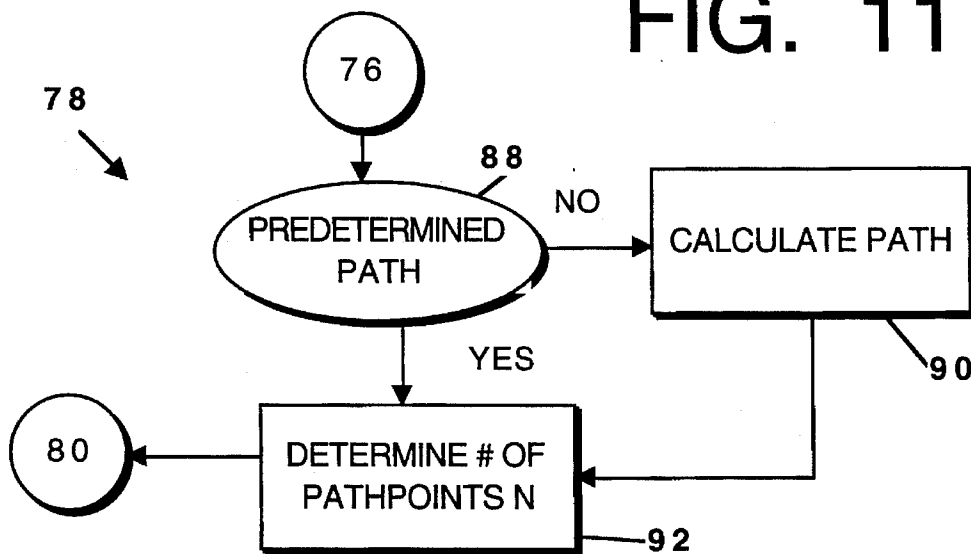 FIG. 11
76
78
88
NO
PREDETERMINED
PATH
CALCULATE PATH
YES
90
80
DETERMINE # OF
PATHPOINTS N
92